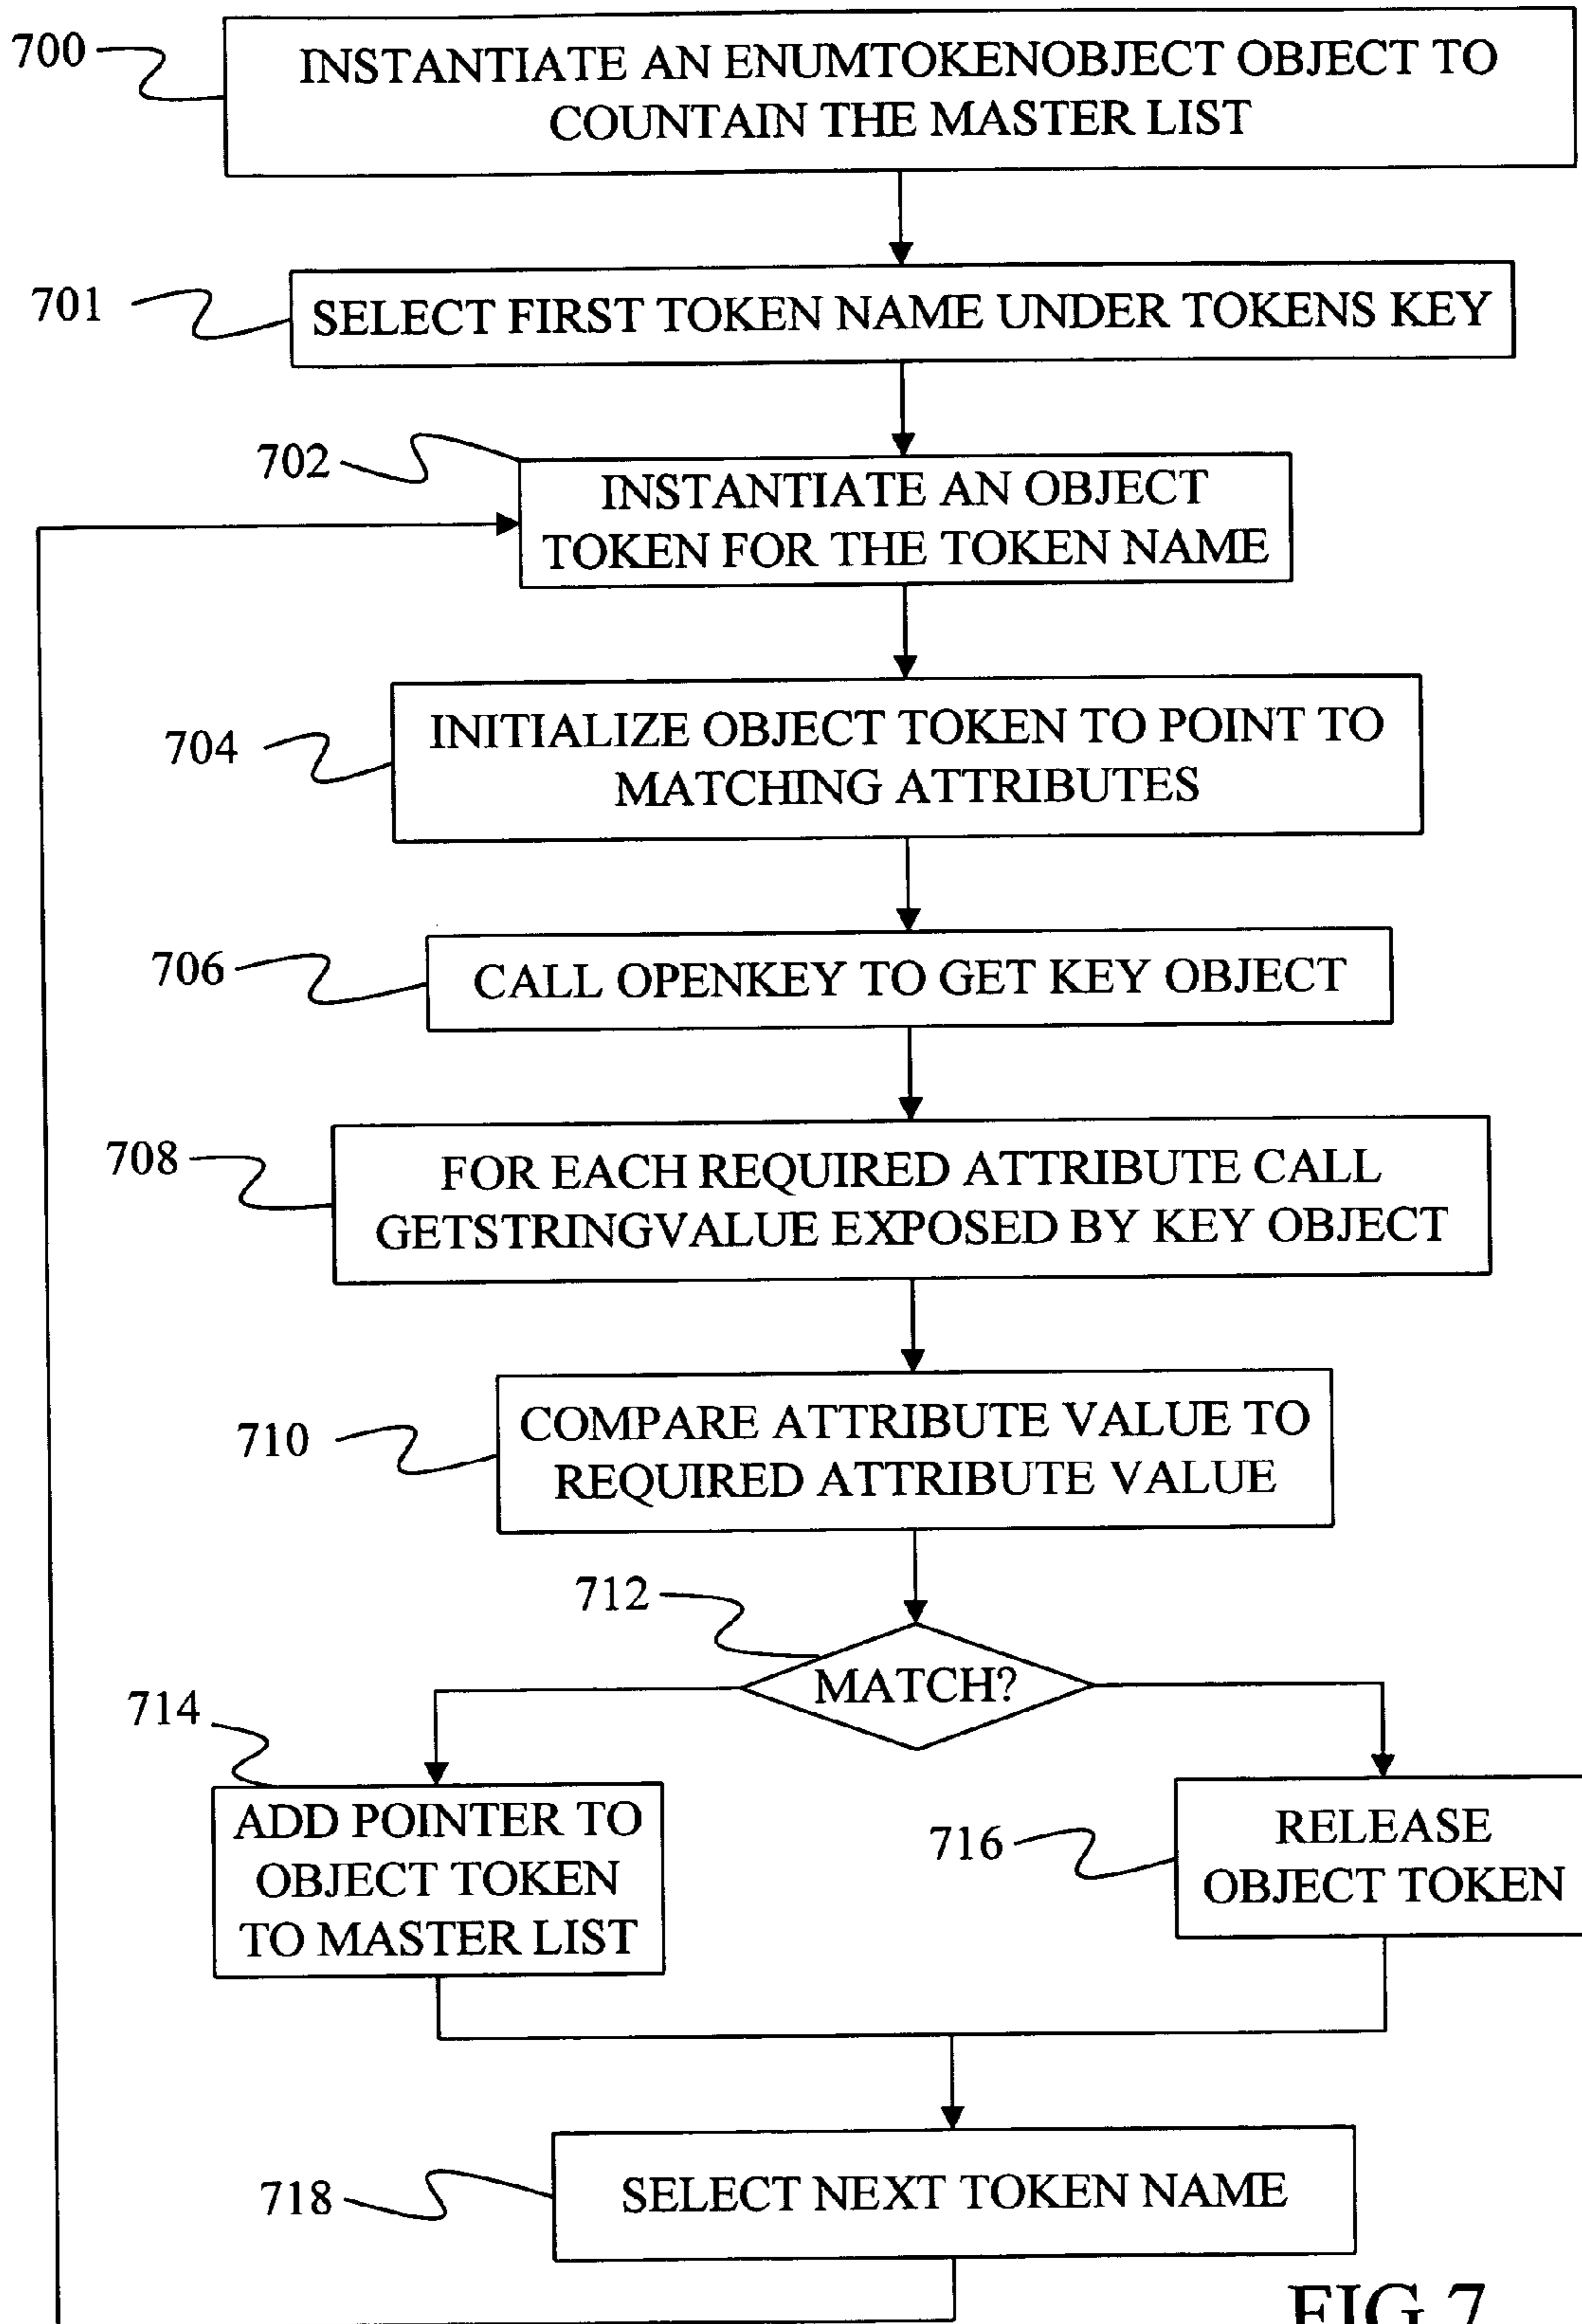 700
INSTANTIATE AN ENUMTOKENOBJECT OBJECT TO
COUNTAIN THE MASTER LIST
701
SELECT FIRST TOKEN NAME UNDER TOKENS KEY
702
INSTANTIATE AN OBJECT
TOKEN FOR THE TOKEN NAME
704
INITIALIZE OBJECT TOKEN TO POINT TO
MATCHING ATTRIBUTES
706
CALL OPENKEY TO GET KEY OBJECT
708
FOR EACH REQUIRED ATTRIBUTE CALL
GETSTRINGVALUE EXPOSED BY KEY OBJECT
710
COMPARE ATTRIBUTE VALUE TO
REQUIRED ATTRIBUTE VALUE
712
MATCH?
714
ADD POINTER TO
OBJECT TOKEN
TO MASTER LIST
716
RELEASE
OBJECT TOKEN
718
SELECT NEXT TOKEN NAME
FIG 7